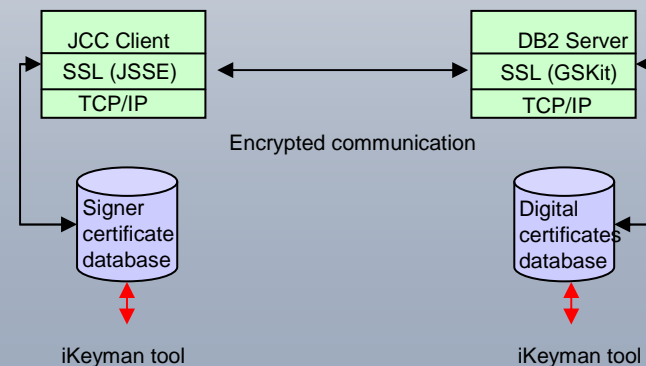 JCC Client
SSL (JSSE)
TCP/IP
DB2 Server
SSL (GSKit)
TCP/IP
Encrypted communication
Signer
certificate
database
Digital
certificates
database
iKeyman tool
iKeyman tool